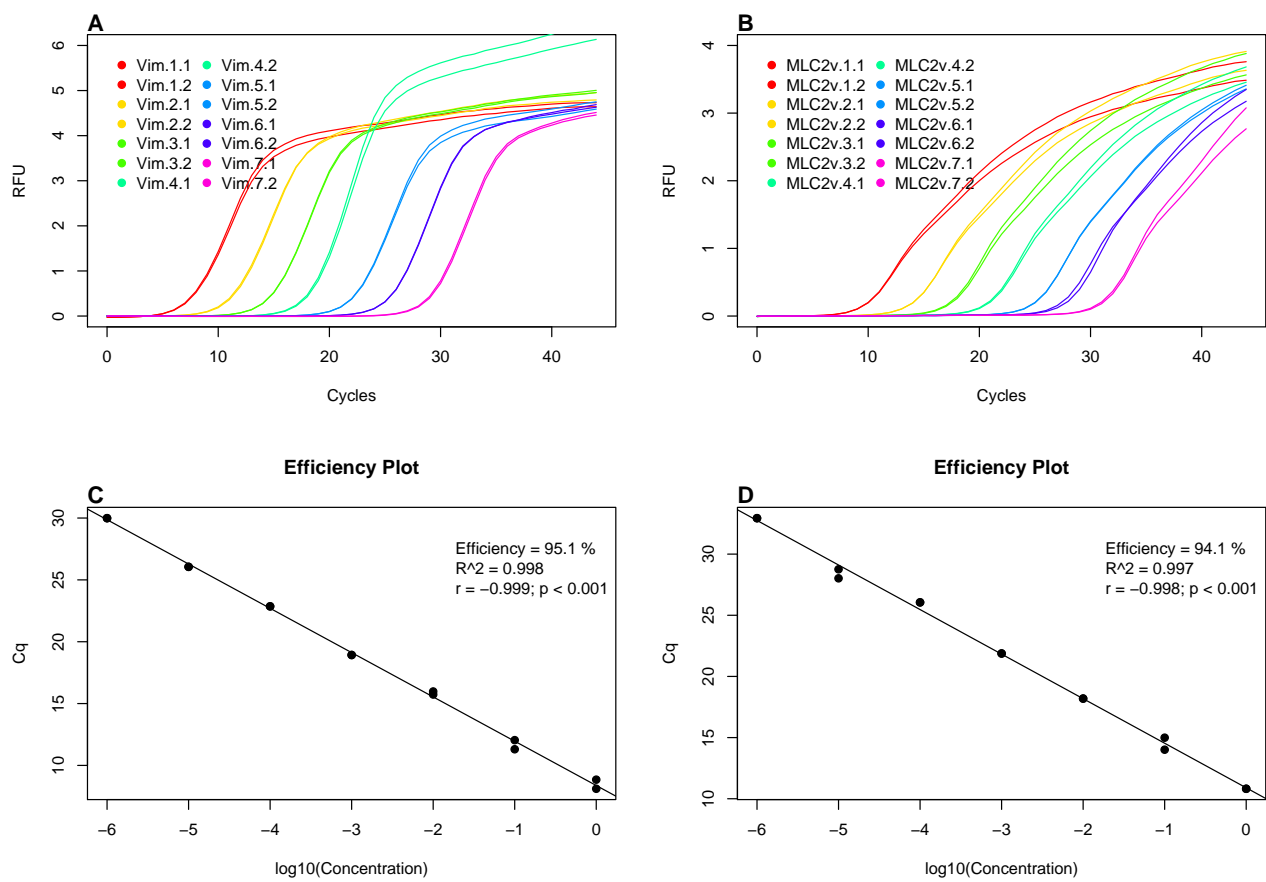 A
RFU
6
5
4
3
2
1
0
Vim.1.1 Vim.4.2
Vim.1.2 Vim.5.1
Vim.2.1 Vim.5.2
Vim.2.2 Vim.6.1
Vim.3.1 Vim.6.2
Vim.3.2 Vim.7.1
Vim.4.1 Vim.7.2
0 10 20 30 40
Cycles
B
RFU
4
3
2
1
0
MLC2v.1.1 MLC2v.4.2
MLC2v.1.2 MLC2v.5.1
MLC2v.2.1 MLC2v.5.2
MLC2v.2.2 MLC2v.6.1
MLC2v.3.1 MLC2v.6.2
MLC2v.3.2 MLC2v.7.1
MLC2v.4.1 MLC2v.7.2
0 10 20 30 40
Cycles
Efficiency Plot
C
Cq
30
25
20
15
10
Efficiency = 95.1 %
R^2 = 0.998
r = −0.999; p < 0.001
−6 −5 −4 −3 −2 −1 0
log10(Concentration)
Efficiency Plot
D
Cq
30
25
20
15
10
Efficiency = 94.1 %
R^2 = 0.997
r = −0.998; p < 0.001
−6 −5 −4 −3 −2 −1 0
log10(Concentration)